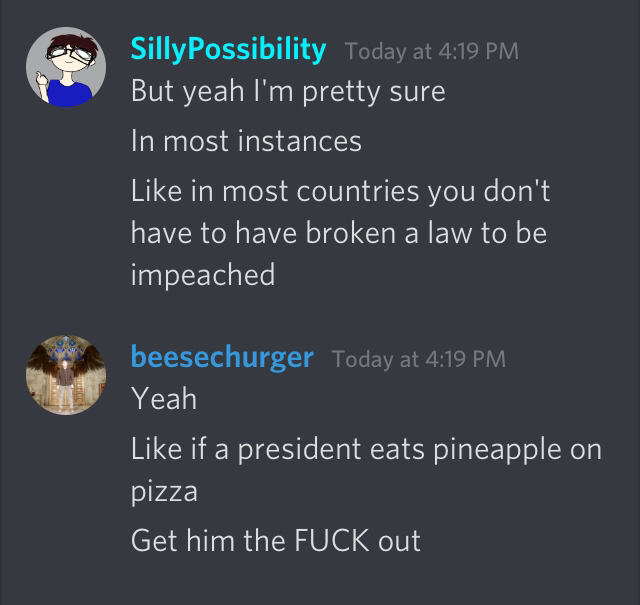 SillyPossibility Today at 4:19 PM
But yeah I'm pretty sure
In most instances
Like in most countries you don't
have to have broken a law to be
impeached
beesechurger Today at 4:19 PM
Yeah
Like if a president eats pineapple on
pizza
Get him the FUCK out